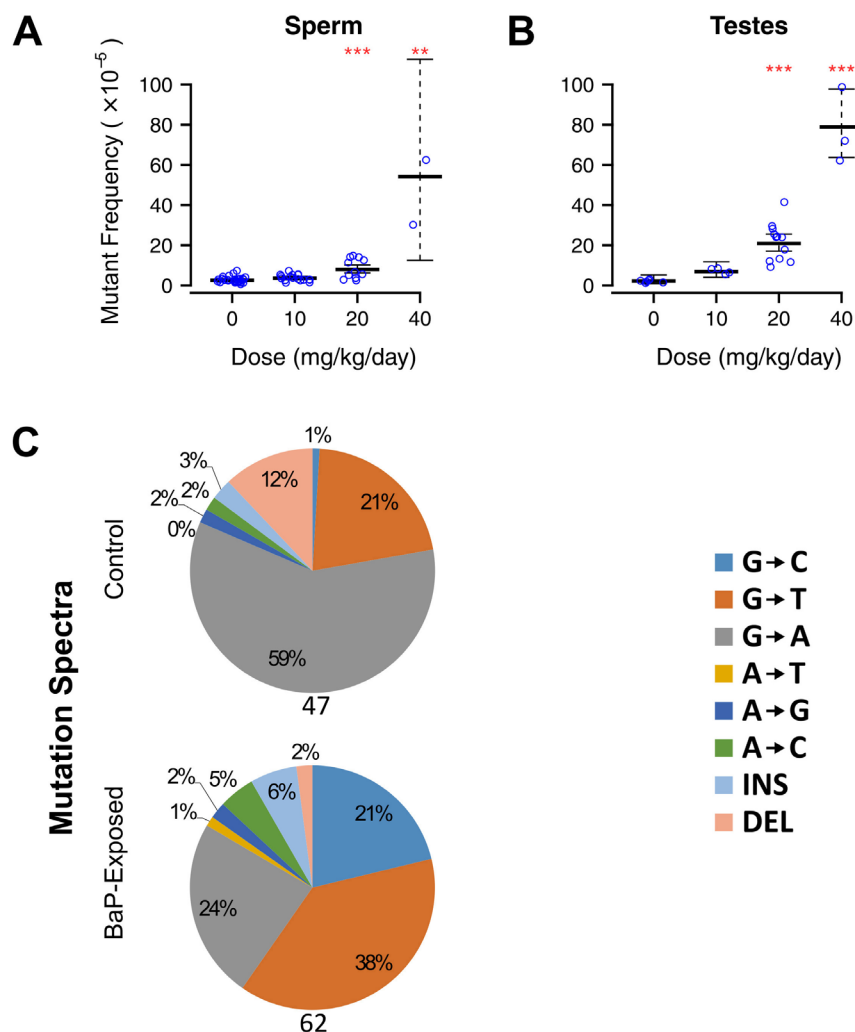 A
Sperm
Mutant Frequency ( ×10⁻⁵)
100
80
60
40
20
0
***
**
0 10 20 40
Dose (mg/kg/day)
B
Testes
100
80
60
40
20
0
***
***
0 10 20 40
Dose (mg/kg/day)
C
Mutation Spectra
Control
1%
21%
59%
0%
2%
2%
3%
12%
47
BaP-Exposed
21%
38%
24%
1%
2%
5%
6%
2%
62
G→C
G→T
G→A
A→T
A→G
A→C
INS
DEL